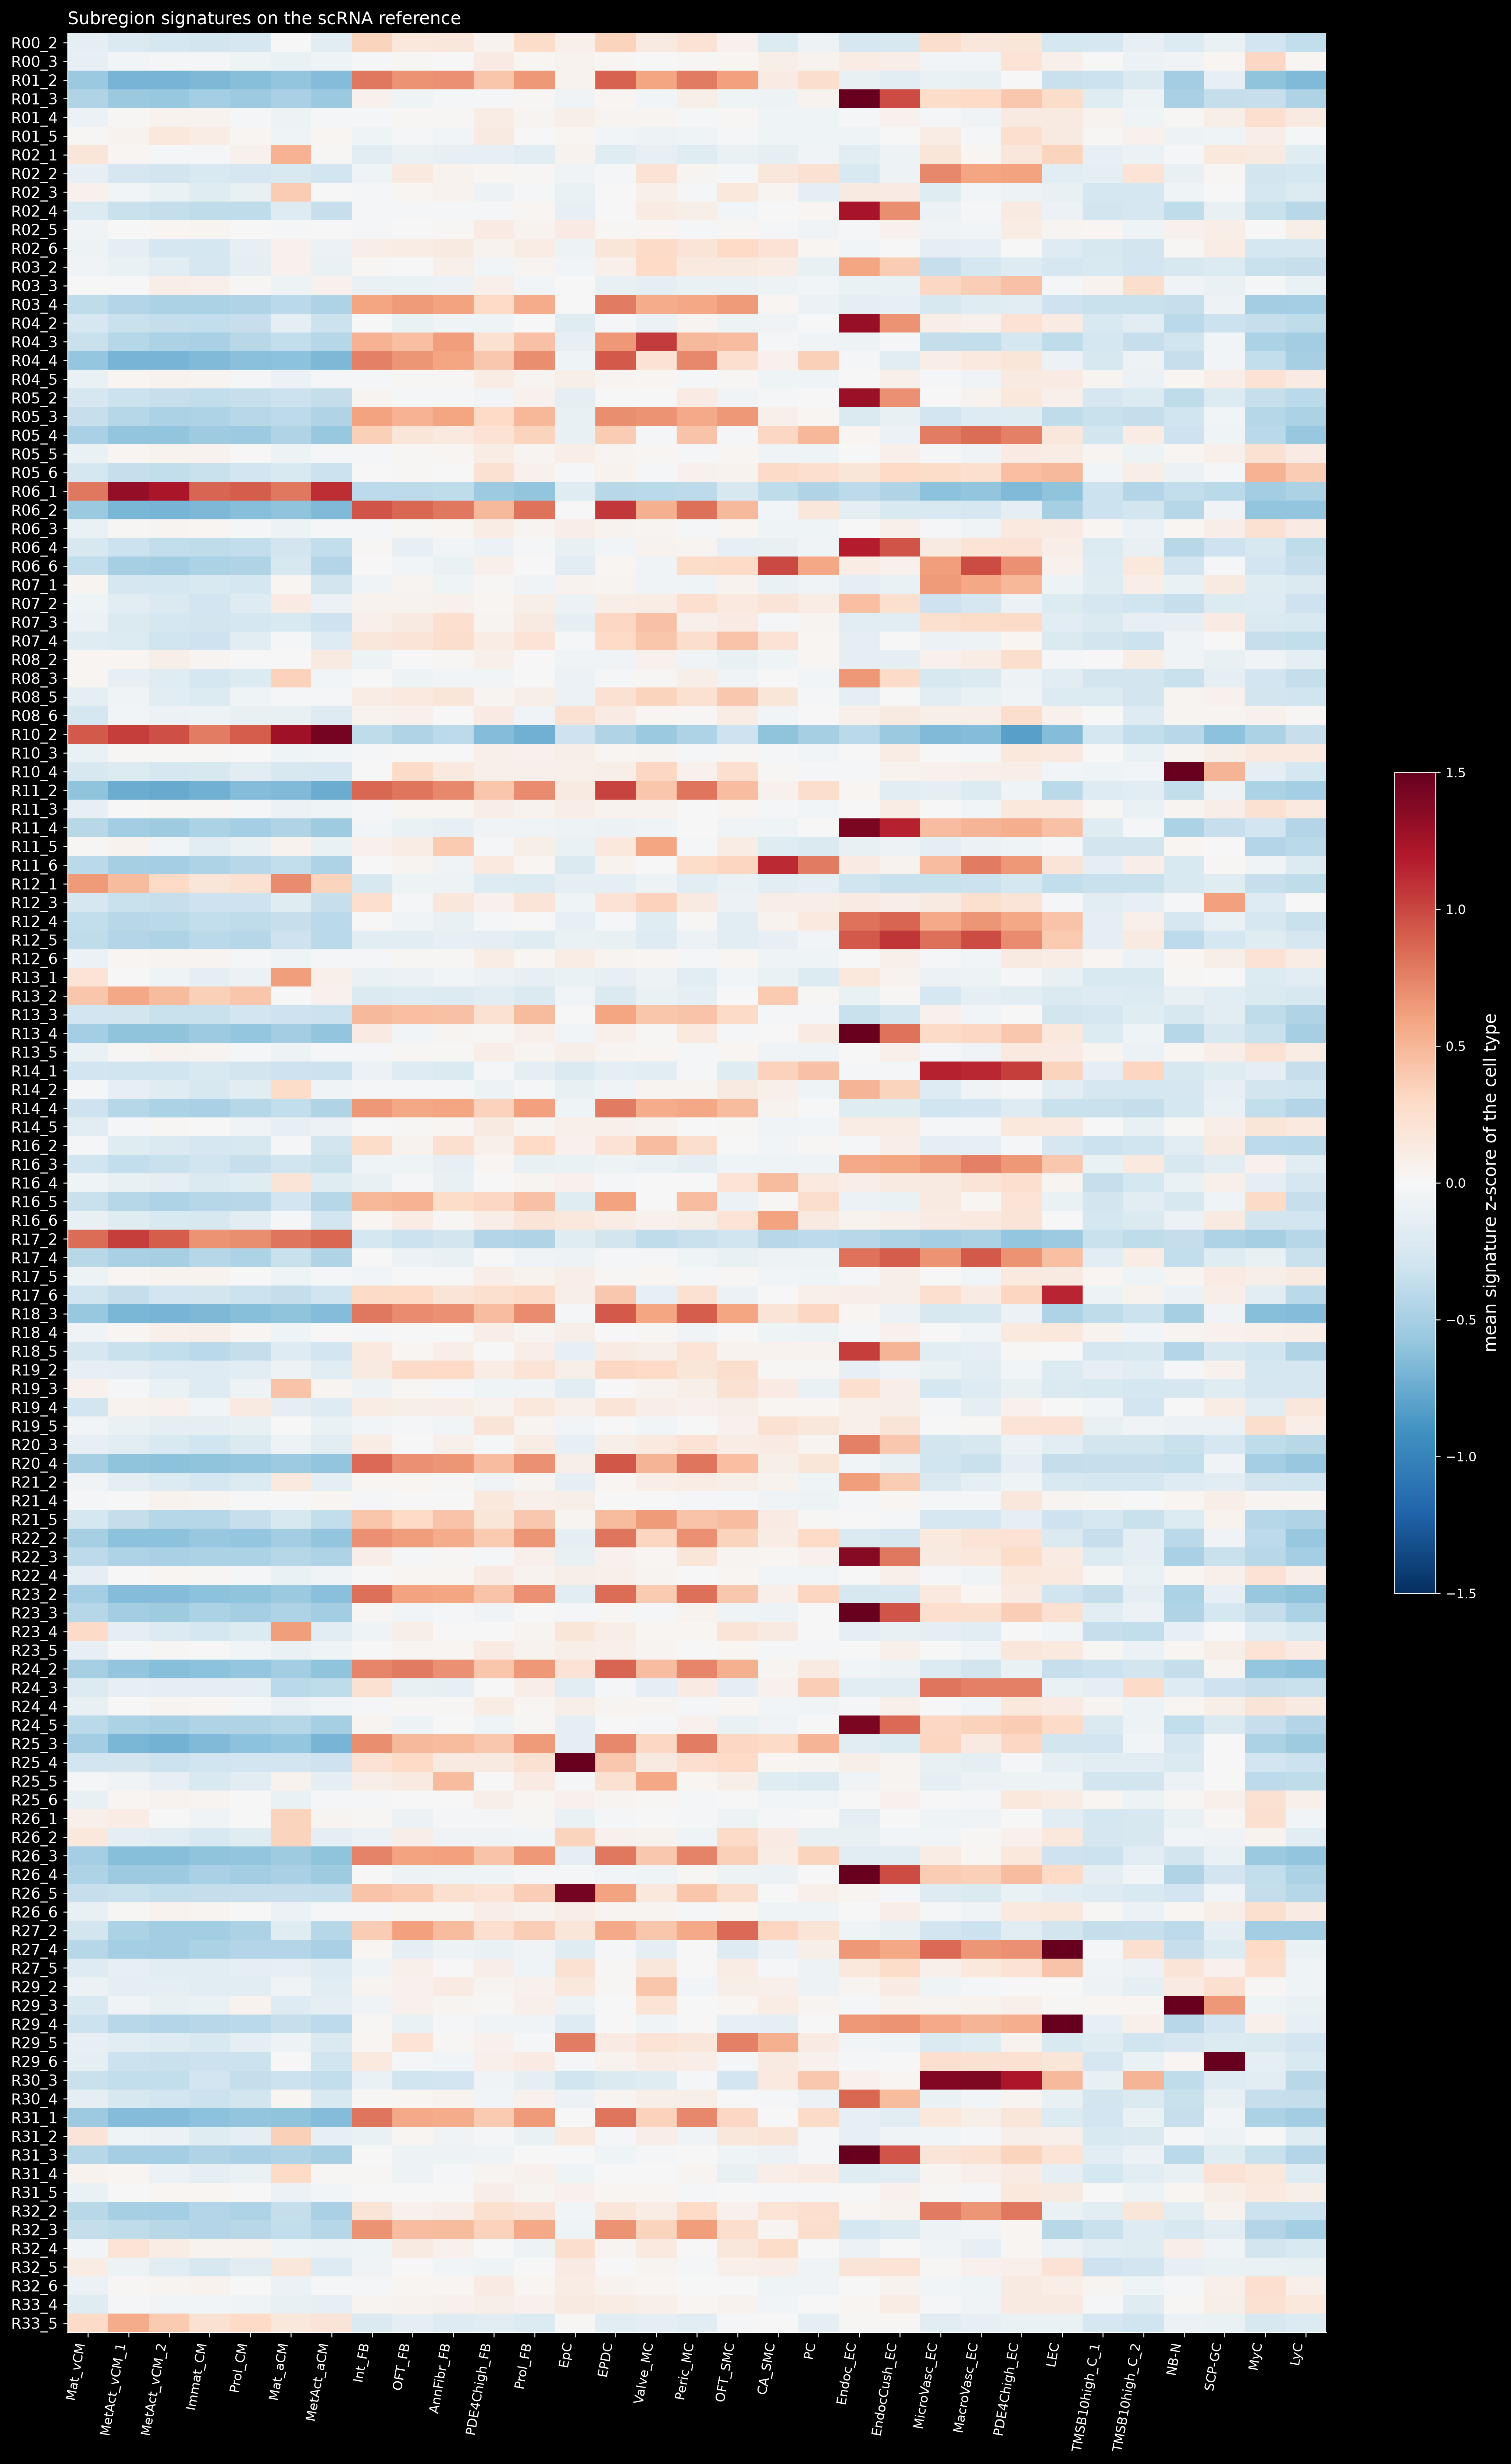 Subregion signatures on the scRNA reference
R00_2
R00_3
R01_2
R01_3
R01_4
R01_5
R02_1
R02_2
R02_3
R02_4
R02_5
R02_6
R03_2
R03_3
R03_4
R04_2
R04_3
R04_4
R04_5
R05_2
R05_3
R05_4
R05_5
R05_6
R06_1
R06_2
R06_3
R06_4
R06_6
R07_1
R07_2
R07_3
R07_4
R08_2
R08_3
R08_5
R08_6
R10_2
R10_3
R10_4
R11_2
R11_3
R11_4
R11_5
R11_6
R12_1
R12_3
R12_4
R12_5
R12_6
R13_1
R13_2
R13_3
R13_4
R13_5
R14_1
R14_2
R14_4
R14_5
R16_2
R16_3
R16_4
R16_5
R16_6
R17_2
R17_4
R17_5
R17_6
R18_3
R18_4
R18_5
R19_2
R19_3
R19_4
R19_5
R20_3
R20_4
R21_2
R21_4
R21_5
R22_2
R22_3
R22_4
R23_2
R23_3
R23_4
R23_5
R24_2
R24_3
R24_4
R24_5
R25_3
R25_4
R25_5
R25_6
R26_1
R26_2
R26_3
R26_4
R26_5
R26_6
R27_2
R27_4
R27_5
R29_2
R29_3
R29_4
R29_5
R29_6
R30_3
R30_4
R31_1
R31_2
R31_3
R31_4
R31_5
R32_2
R32_3
R32_4
R32_5
R32_6
R33_4
R33_5
Mat_vCM
MetAct_vCM_1
MetAct_vCM_2
Immat_CM
Prol_CM
Mat_aCM
MetAct_aCM
Int_FB
OFT_FB
AnnFibr_FB
PDE4Chigh_FB
Prol_FB
EpC
EPDC
Valve_MC
Peric_MC
OFT_SMC
CA_SMC
PC
Endoc_EC
EndocCush_EC
MicroVasc_EC
MacroVasc_EC
PDE4Chigh_EC
LEC
TMSB10high_C_1
TMSB10high_C_2
NB-N
SCP-GC
MyC
LyC
1.5
1.0
0.5
0.0
−0.5
−1.0
−1.5
mean signature z-score of the cell type